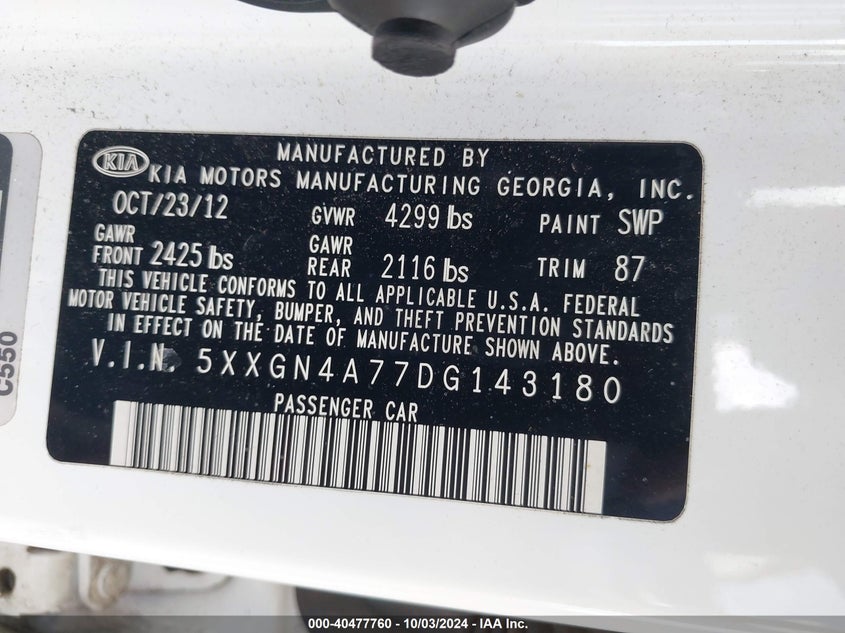 MANUFACTURED BY
KIA KIA MOTORS MANUFACTURING GEORGIA, INC.
OCT/23/12 GVWR 4299 lbs PAINT SWP
GAWR FRONT 2425 lbs GAWR REAR 2116 lbs TRIM 87
THIS VEHICLE CONFORMS TO ALL APPLICABLE U.S.A. FEDERAL
MOTOR VEHICLE SAFETY, BUMPER, AND THEFT PREVENTION STANDARDS
IN EFFECT ON THE DATE OF MANUFACTURE SHOWN ABOVE.
V.I.N. 5XXGN4A77DG143180
PASSENGER CAR
C550
000-40477760 - 10/03/2024 - IAA Inc.